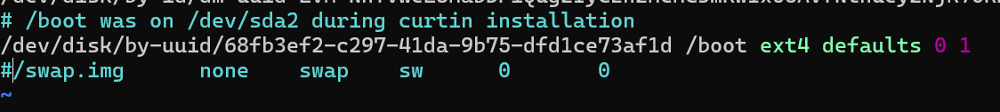 # /boot was on /dev/sda2 during curtin installation
/dev/disk/by-uuid/68fb3ef2-c297-41da-9b75-dfd1ce73af1d /boot ext4 defaults 0 1
#/swap.img none swap sw 0 0
~